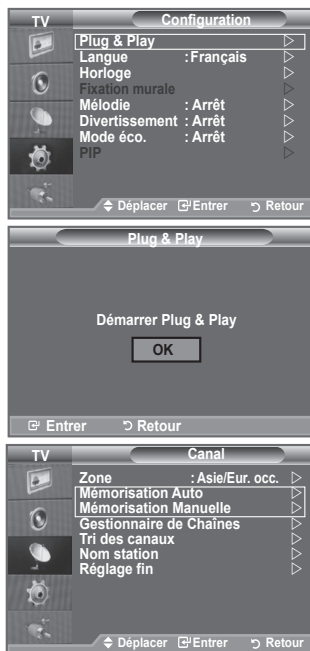 TV Configuration
Plug & Play
Langue : Français
Horloge
Fixation murale
Mélodie : Arrêt
Divertissement : Arrêt
Mode éco. : Arrêt
PIP
Déplacer Entrer Retour
Plug & Play
Démarrer Plug & Play
OK
Entrer Retour
TV Canal
Zone : Asie/Eur. occ.
Mémorisation Auto
Mémorisation Manuelle
Gestionnaire de Chaînes
Tri des canaux
Nom station
Réglage fin
Déplacer Entrer Retour